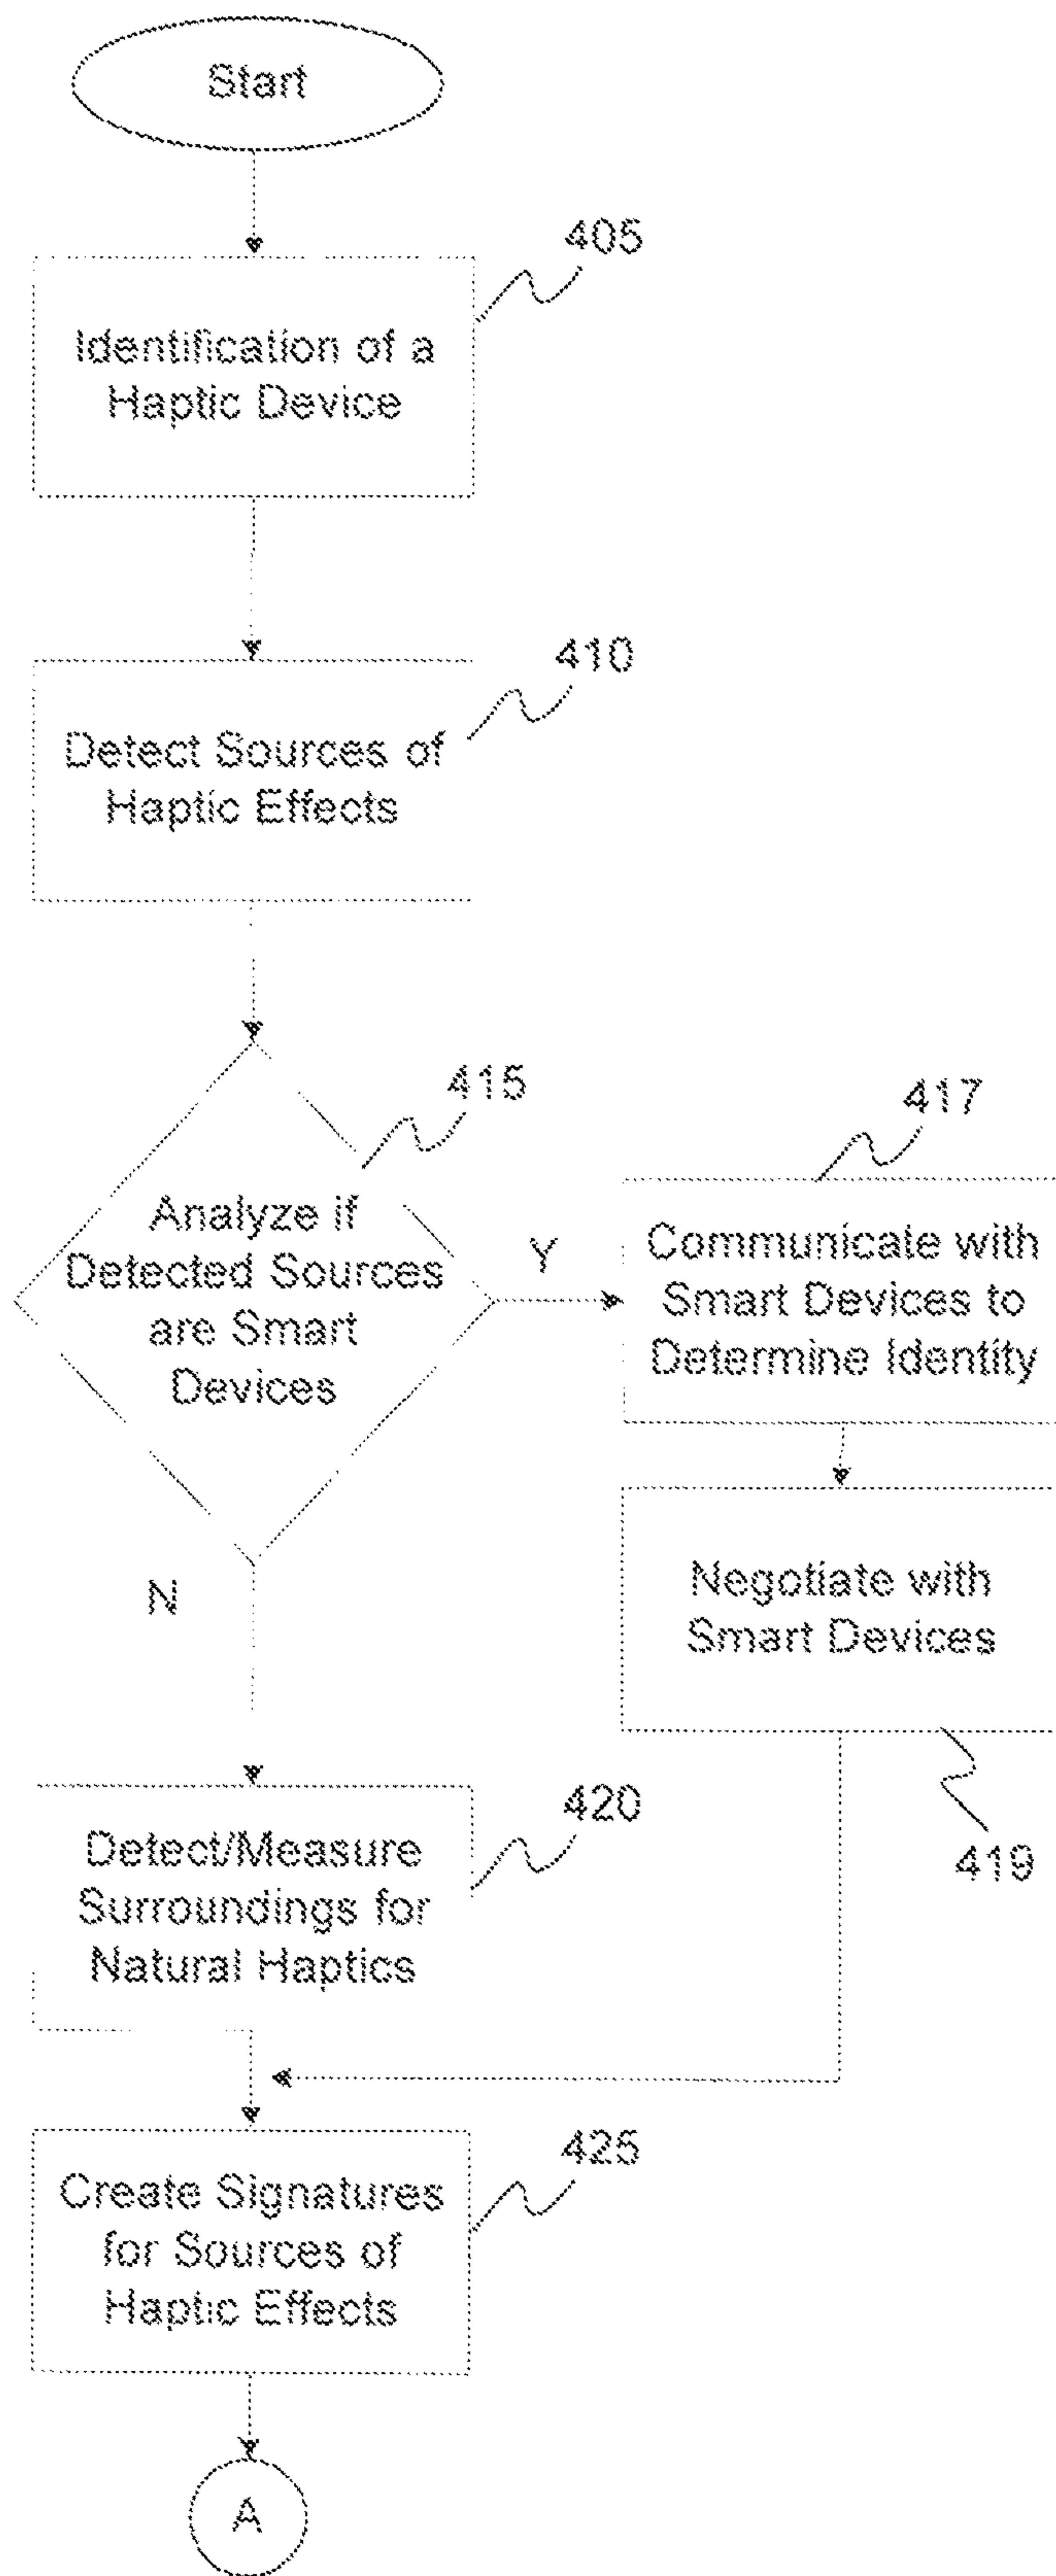 Start
405
Identification of a
Haptic Device
410
Detect Sources of
Haptic Effects
415
Analyze if
Detected Sources
are Smart
Devices
Y
N
417
Communicate with
Smart Devices to
Determine Identity
Negotiate with
Smart Devices
419
420
Detect/Measure
Surroundings for
Natural Haptics
425
Create Signatures
for Sources of
Haptic Effects
A